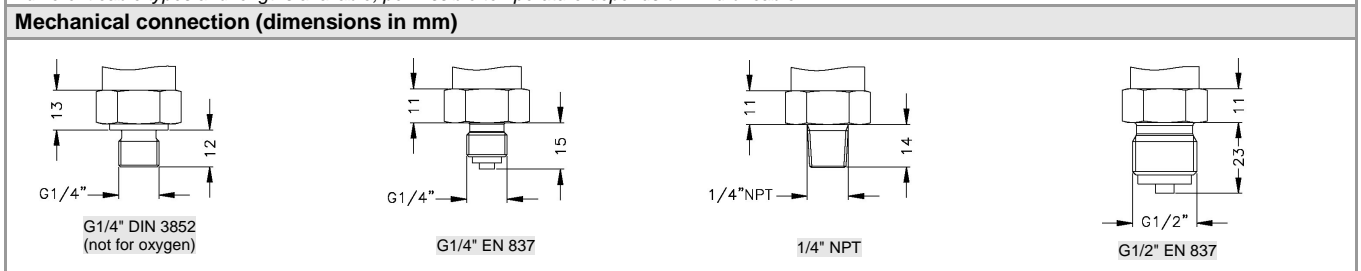 Mechanical connection (dimensions in mm)
13
12
G1/4"
G1/4" DIN 3852
(not for oxygen)
11
15
G1/4"
G1/4" EN 837
11
14
1/4"NPT
1/4" NPT
11
23
G1/2"
G1/2" EN 837